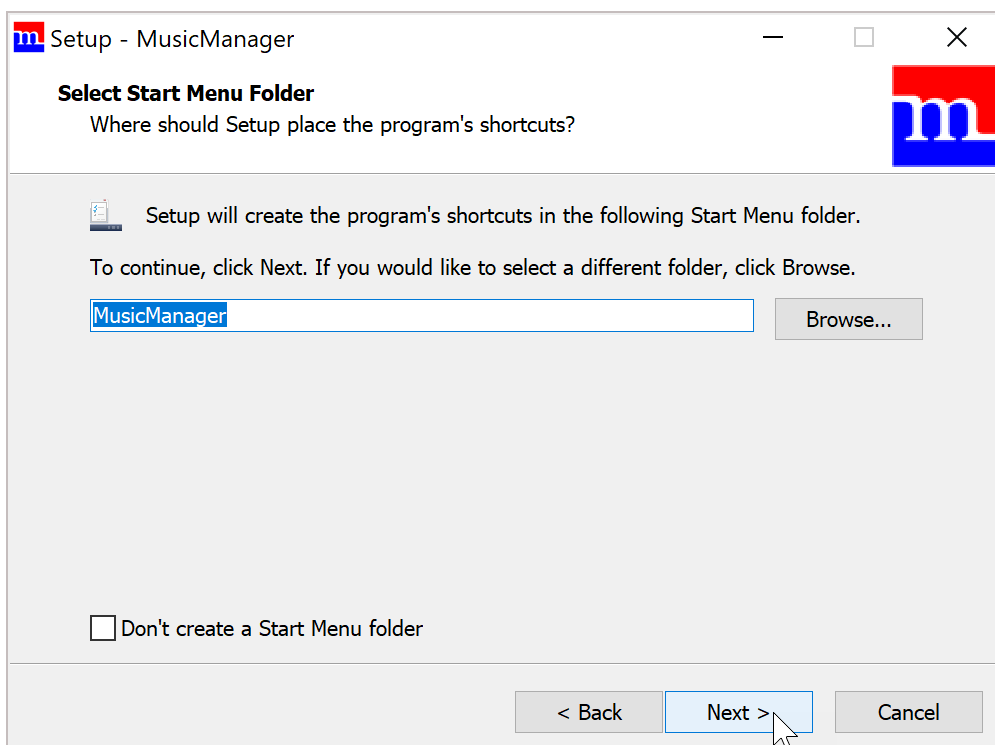 m Setup - MusicManager
Select Start Menu Folder
Where should Setup place the program's shortcuts?
m
Setup will create the program's shortcuts in the following Start Menu folder.
To continue, click Next. If you would like to select a different folder, click Browse.
MusicManager
Browse...
Don't create a Start Menu folder
< Back
Next >
Cancel